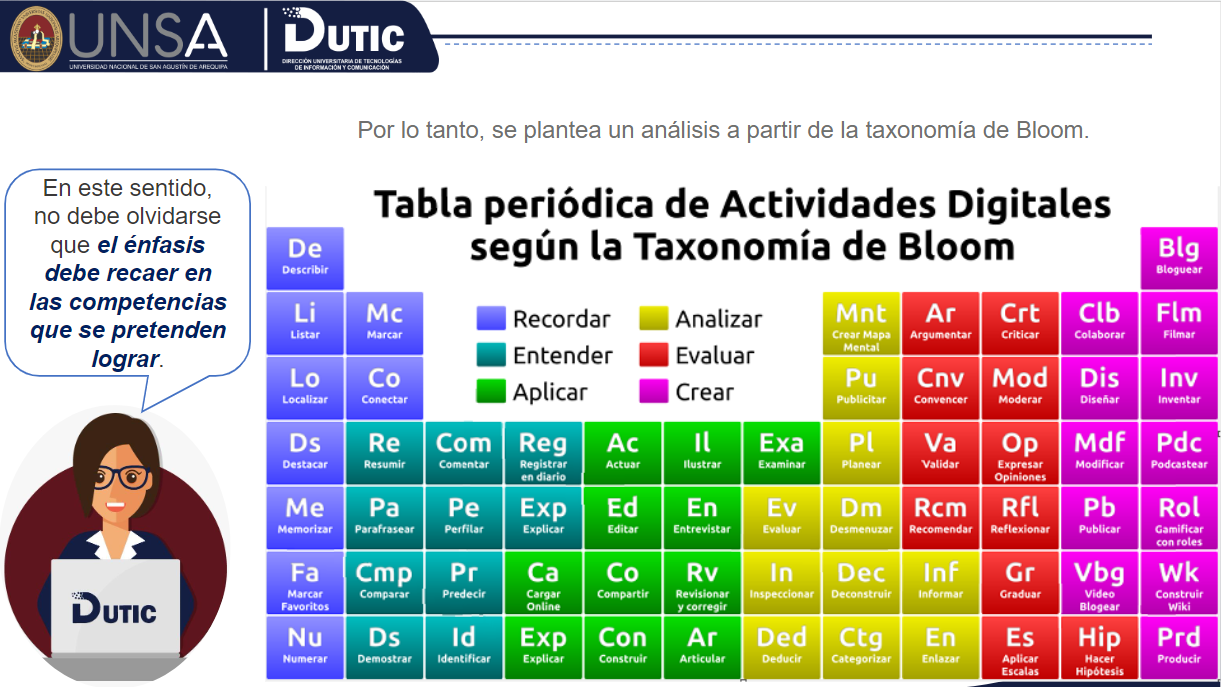 UNSA
UNIVERSIDAD NACIONAL DE SAN AGUSTÍN DE AREQUIPA
DUTIC
DIRECCIÓN UNIVERSITARIA DE TECNOLOGÍAS
DE INFORMACIÓN Y COMUNICACIÓN
Por lo tanto, se plantea un análisis a partir de la taxonomía de Bloom.
En este sentido,
no debe olvidarse
que el énfasis
debe recaer en
las competencias
que se pretenden
lograr.
DUTIC
Tabla periódica de Actividades Digitales
según la Taxonomía de Bloom
Recordar
Entender
Aplicar
Analizar
Evaluar
Crear
De
Describir
Blg
Bloguear
Li
Listar
Mc
Marcar
Mnt
Crear Mapa
Mental
Ar
Argumentar
Crt
Criticar
Clb
Colaborar
Flm
Filmar
Lo
Localizar
Co
Conectar
Pu
Publicitar
Cnv
Convencer
Mod
Moderar
Dis
Diseñar
Inv
Inventar
Ds
Destacar
Re
Resumir
Com
Comentar
Reg
Registrar
en diario
Ac
Actuar
Il
Ilustrar
Exa
Examinar
Pl
Planear
Va
Validar
Op
Expresar
Opiniones
Mdf
Modificar
Pdc
Podcastear
Me
Memorizar
Pa
Parafrasear
Pe
Perfilar
Exp
Explicar
Ed
Editar
En
Entrevistar
Ev
Evaluar
Dm
Desmenuzar
Rcm
Recomendar
Rfl
Reflexionar
Pb
Publicar
Rol
Gamificar
con roles
Fa
Marcar
Favoritos
Cmp
Comparar
Pr
Predecir
Ca
Cargar
Online
Co
Compartir
Rv
Revisionar
y corregir
In
Inspeccionar
Dec
Deconstruir
Inf
Informar
Gr
Graduar
Vbg
Video
Blogear
Wk
Construir
Wiki
Nu
Numerar
Ds
Demostrar
Id
Identificar
Exp
Explicar
Con
Construir
Ar
Articular
Ded
Deducir
Ctg
Categorizar
En
Enlazar
Es
Aplicar
Escalas
Hip
Hacer
Hipótesis
Prd
Producir